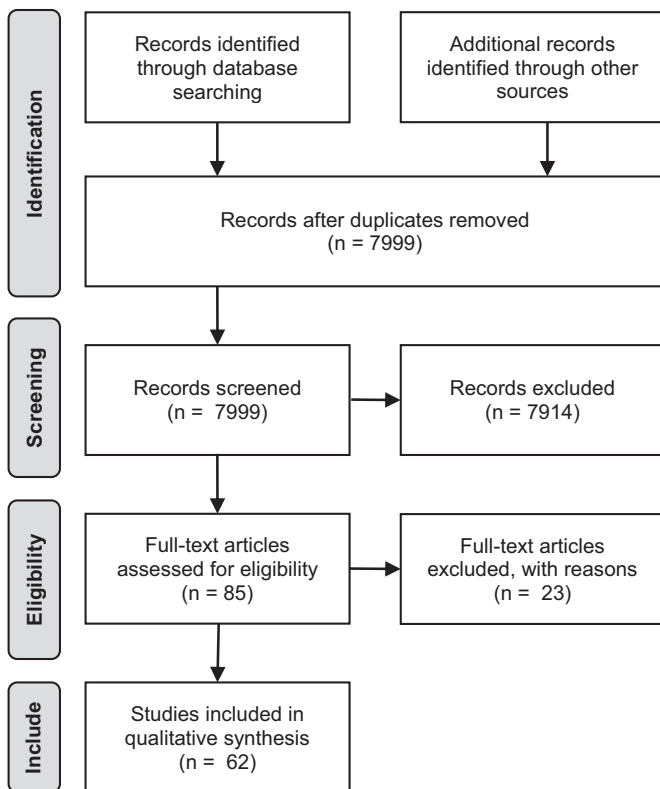 Identification
Records identified
through database
searching
Additional records
identified through other
sources
Records after duplicates removed
(n = 7999)
Screening
Records screened
(n = 7999)
Records excluded
(n = 7914)
Eligibility
Full-text articles
assessed for eligibility
(n = 85)
Full-text articles
excluded, with reasons
(n = 23)
Include
Studies included in
qualitative synthesis
(n = 62)